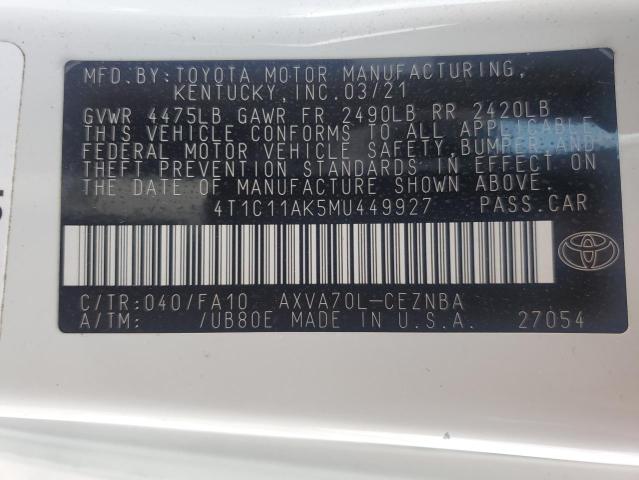 MFD.BY:TOYOTA MOTOR MANUFACTURING,
KENTUCKY, INC.03/21
GVWR 4475LB GAWR FR 2490LB RR 2420LB
THIS VEHICLE CONFORMS TO ALL APPLICABLE
FEDERAL MOTOR VEHICLE SAFETY,BUMPER,AND
THEFT PREVENTION STANDARDS IN EFFECT ON
THE DATE OF MANUFACTURE SHOWN ABOVE.
4T1C11AK5MU449927 PASS.CAR
C/TR:040/FA10 AXVA70L-CEZNBA
A/TM: /UB80E MADE IN U.S.A. 27054